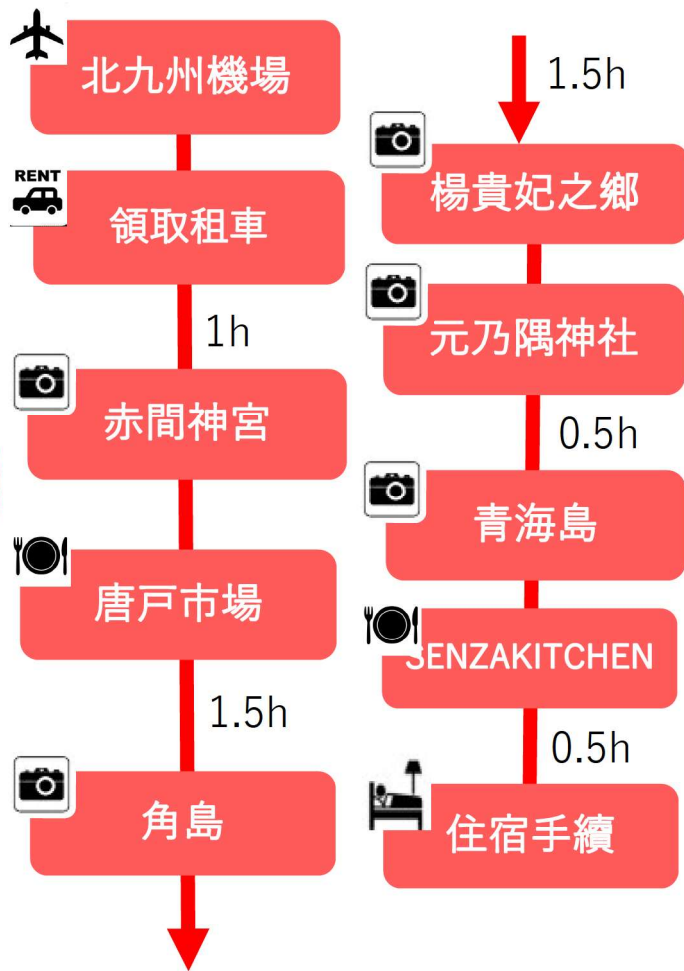 北九州機場
RENT
領取租車
1h
赤間神宮
唐戸市場
1.5h
角島
1.5h
楊貴妃之鄉
元乃隅神社
0.5h
青海島
SENZAKITCHEN
0.5h
住宿手續